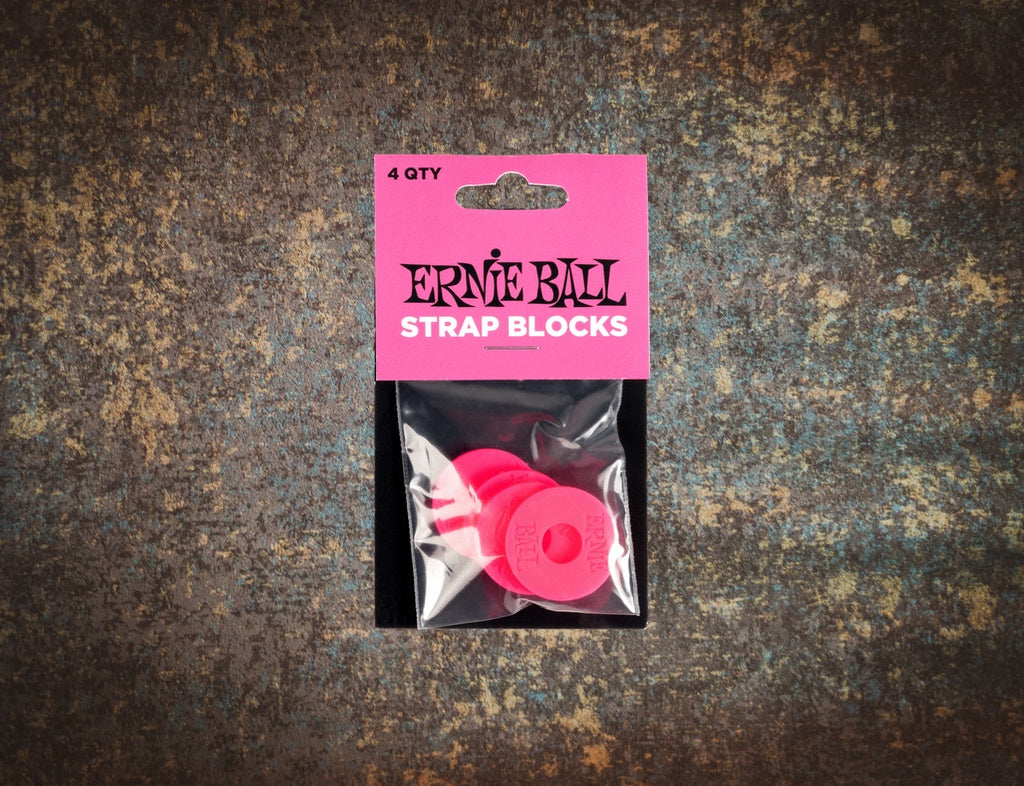 4 QTY
ERNIE BALL
STRAP BLOCKS
ERNIE
BALL